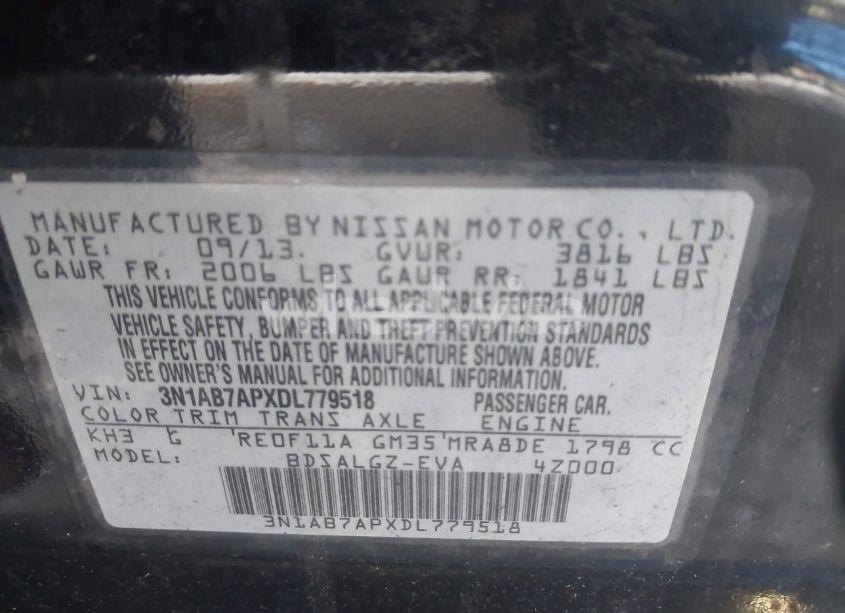 MANUFACTURED BY NISSAN MOTOR CO., LTD.
DATE: 09/13. GVWR: 3816 LBS
GAWR FR: 2006 LBS GAWR RR: 1841 LBS
THIS VEHICLE CONFORMS TO ALL APPLICABLE FEDERAL MOTOR
VEHICLE SAFETY, BUMPER AND THEFT PREVENTION STANDARDS
IN EFFECT ON THE DATE OF MANUFACTURE SHOWN ABOVE.
SEE OWNER'S MANUAL FOR ADDITIONAL INFORMATION.
VIN: 3N1AB7APXDL779518 PASSENGER CAR.
COLOR TRIM TRANS AXLE ENGINE
KH3 G RE0F11A GM35 MRA8DE 1798 CC
MODEL: BDSALGZ-EVA 4Z000
3N1AB7APXDL779518